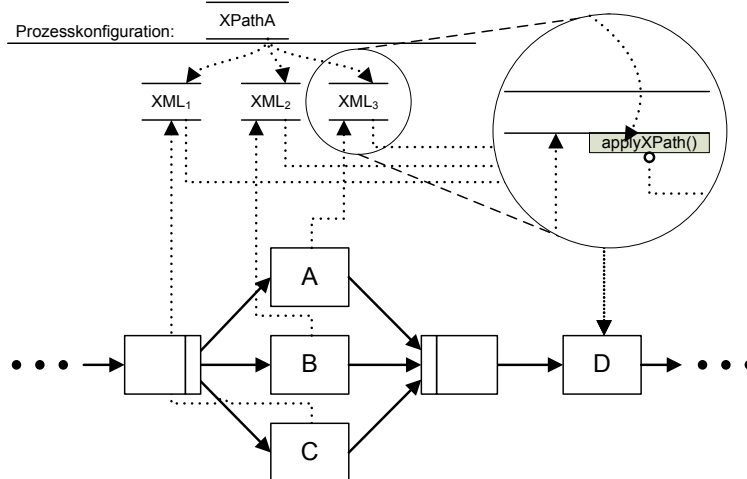 XPathA
Prozesskonfiguration:
XML₁ XML₂ XML₃
applyXPath()
A
B
D
C